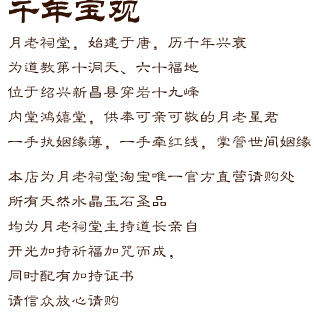 千年宝观
月老祠堂，始建于唐，历千年兴衰
为道教第十洞天、六十福地
位于绍兴新昌县穿岩十九峰
内堂鸿嬉堂，供奉可亲可敬的月老星君
一手执姻缘薄，一手牵红线，掌管世间姻缘
本店为月老祠堂淘宝唯一官方直营请购处
所有天然水晶玉石圣品
均为月老祠堂主持道长亲自
开光加持祈福加咒而成，
同时配有加持证书
请信众放心请购